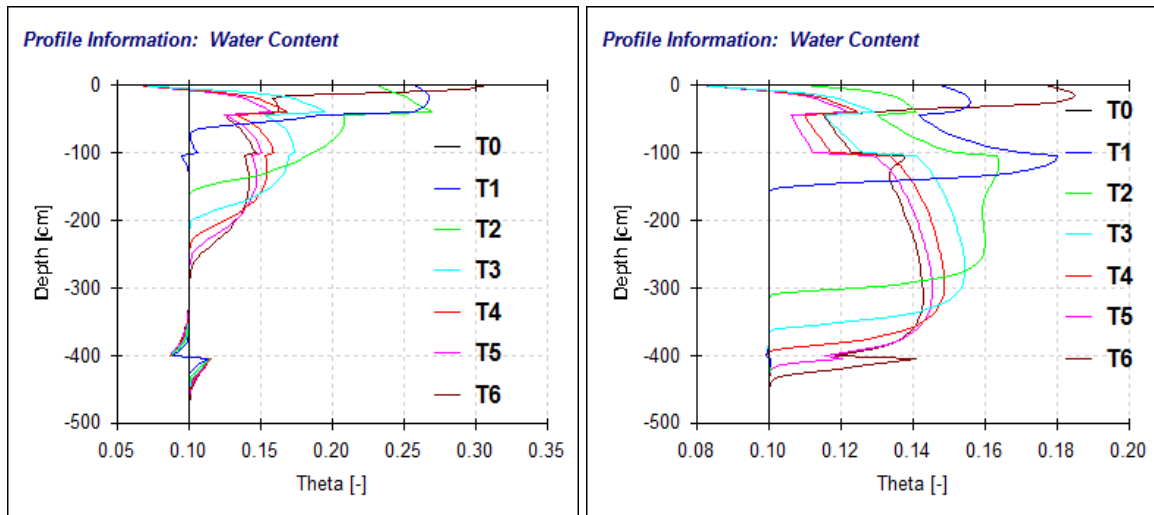 Profile Information: Water Content
0
-100
-200
-300
-400
-500
Depth [cm]
0.05 0.10 0.15 0.20 0.25 0.30 0.35
Theta [-]
T0
T1
T2
T3
T4
T5
T6
Profile Information: Water Content
0
-100
-200
-300
-400
-500
Depth [cm]
0.08 0.10 0.12 0.14 0.16 0.18 0.20
Theta [-]
T0
T1
T2
T3
T4
T5
T6